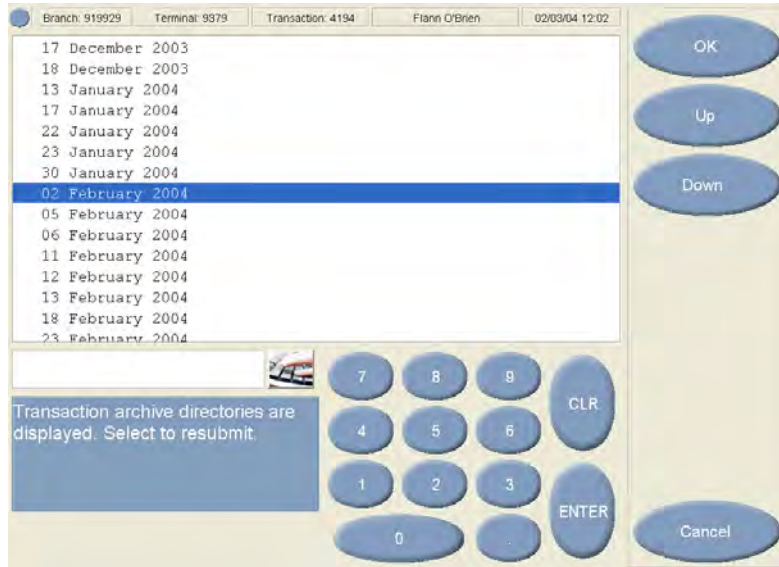 Branch: 919929 Terminal: 9379 Transaction: 4194 Flann O'Brien 02/03/04 12:02
17 December 2003
18 December 2003
13 January 2004
17 January 2004
22 January 2004
23 January 2004
30 January 2004
02 February 2004
05 February 2004
06 February 2004
11 February 2004
12 February 2004
13 February 2004
18 February 2004
23 February 2004
OK
Up
Down
7 8 9
CLR
Transaction archive directories are
displayed. Select to resubmit.
4 5 6
1 2 3
ENTER
0 .
Cancel